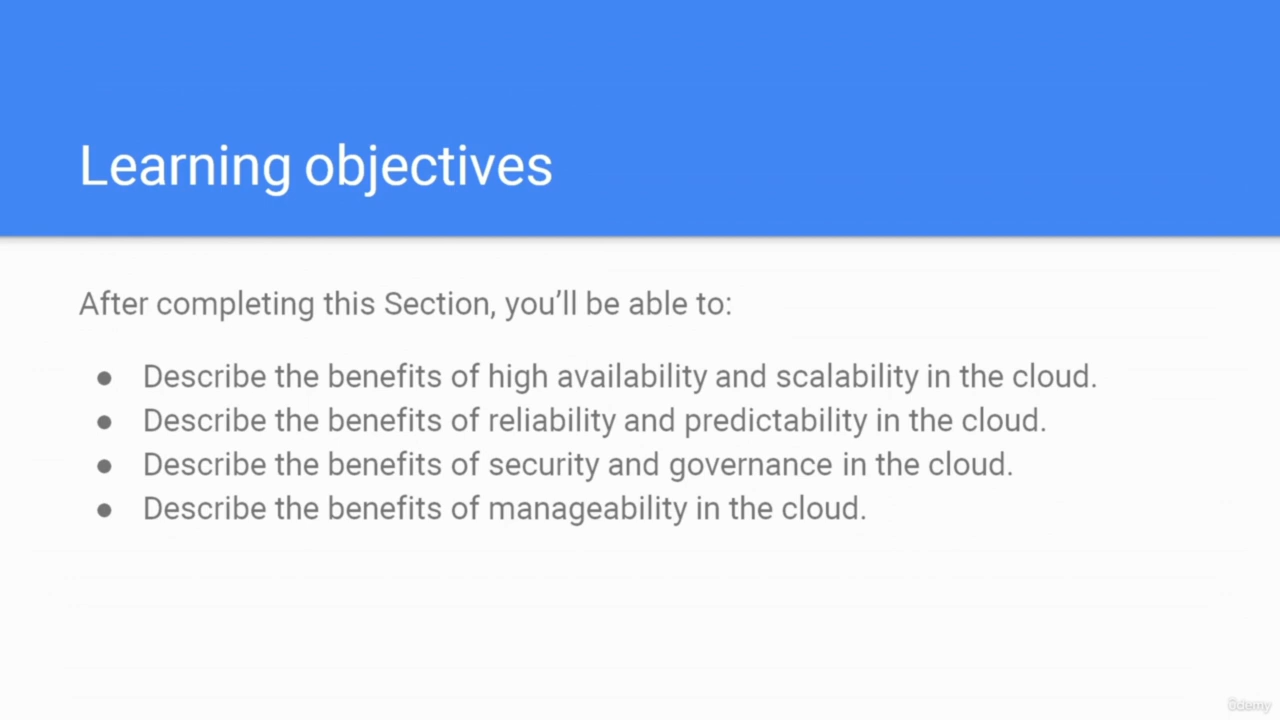 Learning objectives
After completing this Section, you'll be able to:
● Describe the benefits of high availability and scalability in the cloud.
● Describe the benefits of reliability and predictability in the cloud.
● Describe the benefits of security and governance in the cloud.
● Describe the benefits of manageability in the cloud.
ûdemy